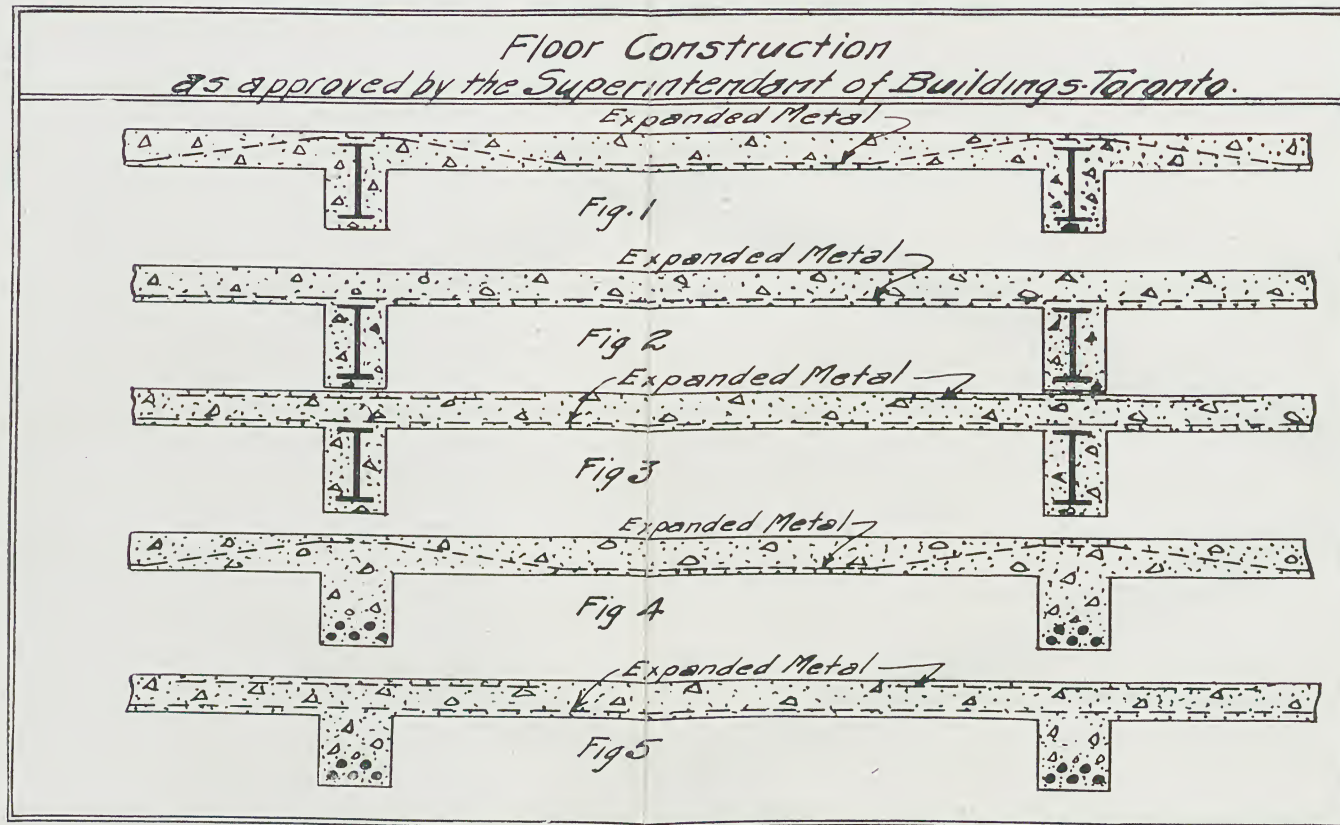 Floor Construction
as approved by the Superintendant of Buildings-Toronto.
Expanded Metal
Fig. 1
Expanded Metal
Fig 2
Expanded Metal
Fig 3
Expanded Metal
Fig 4
Expanded Metal
Fig 5